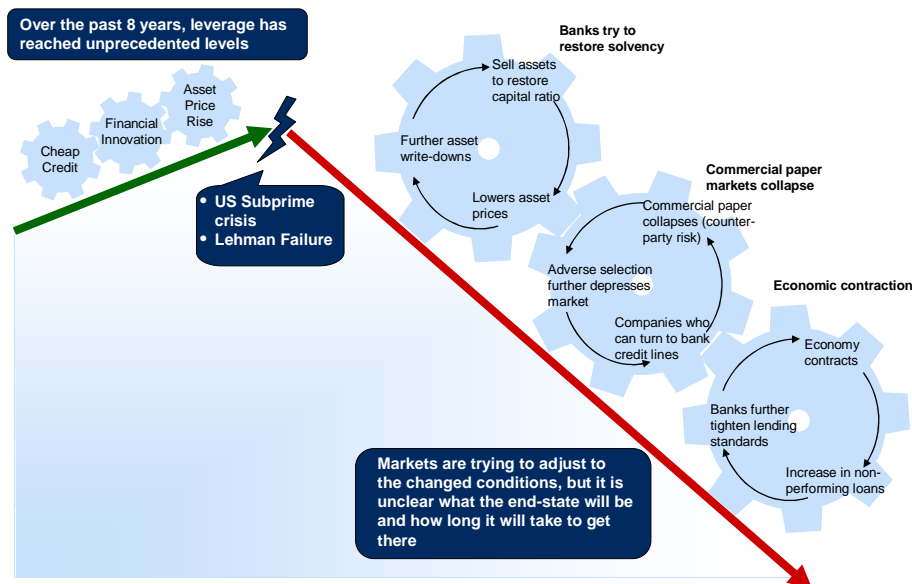 Over the past 8 years, leverage has
reached unprecedented levels
Cheap
Credit
Financial
Innovation
Asset
Price
Rise
• US Subprime
crisis
• Lehman Failure
Banks try to
restore solvency
Sell assets
to restore
capital ratio
Lowers asset
prices
Further asset
write-downs
Commercial paper
markets collapse
Commercial paper
collapses (counter-
party risk)
Adverse selection
further depresses
market
Companies who
can turn to bank
credit lines
Economic contraction
Economy
contracts
Increase in non-
performing loans
Banks further
tighten lending
standards
Markets are trying to adjust to
the changed conditions, but it is
unclear what the end-state will be
and how long it will take to get
there